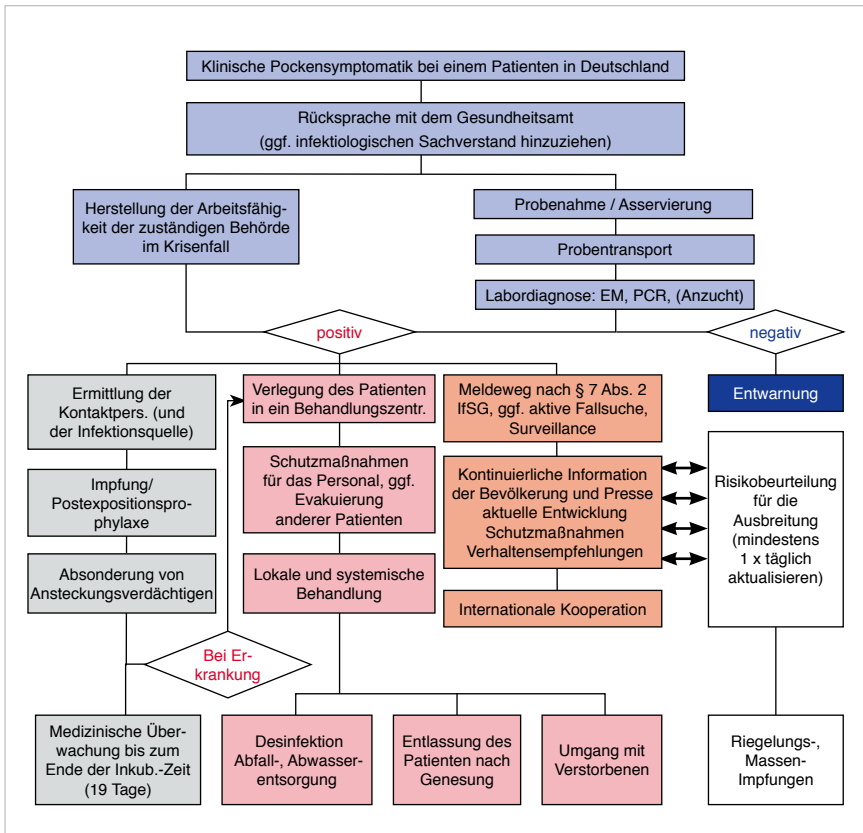 Klinische Pockensymptomatik bei einem Patienten in Deutschland
Rücksprache mit dem Gesundheitsamt
(ggf. infektiologischen Sachverstand hinzuziehen)
Herstellung der Arbeitsfähig-
keit der zuständigen Behörde
im Krisenfall
Probenahme / Asservierung
Probentransport
Labordiagnose: EM, PCR, (Anzucht)
positiv
negativ
Ermittlung der
Kontaktpers. (und
der Infektionsquelle)
Verlegung des Patienten
in ein Behandlungszentr.
Meldeweg nach § 7 Abs. 2
IfSG, ggf. aktive Fallsuche,
Surveillance
Entwarnung
Impfung/
Postexpositionspro-
phylaxe
Schutzmaßnahmen
für das Personal, ggf.
Evakuierung
anderer Patienten
Kontinuierliche Information
der Bevölkerung und Presse
aktuelle Entwicklung
Schutzmaßnahmen
Verhaltensempfehlungen
Risikobeurteilung
für die
Ausbreitung
(mindestens
1 x täglich
aktualisieren)
Absonderung von
Ansteckungsverdächtigen
Lokale und systemische
Behandlung
Internationale Kooperation
Bei Er-
krankung
Medizinische Über-
wachung bis zum
Ende der Inkub.-Zeit
(19 Tage)
Desinfektion
Abfall-, Abwasser-
entsorgung
Entlassung des
Patienten nach
Genesung
Umgang mit
Verstorbenen
Riegelungs-,
Massen-
Impfungen